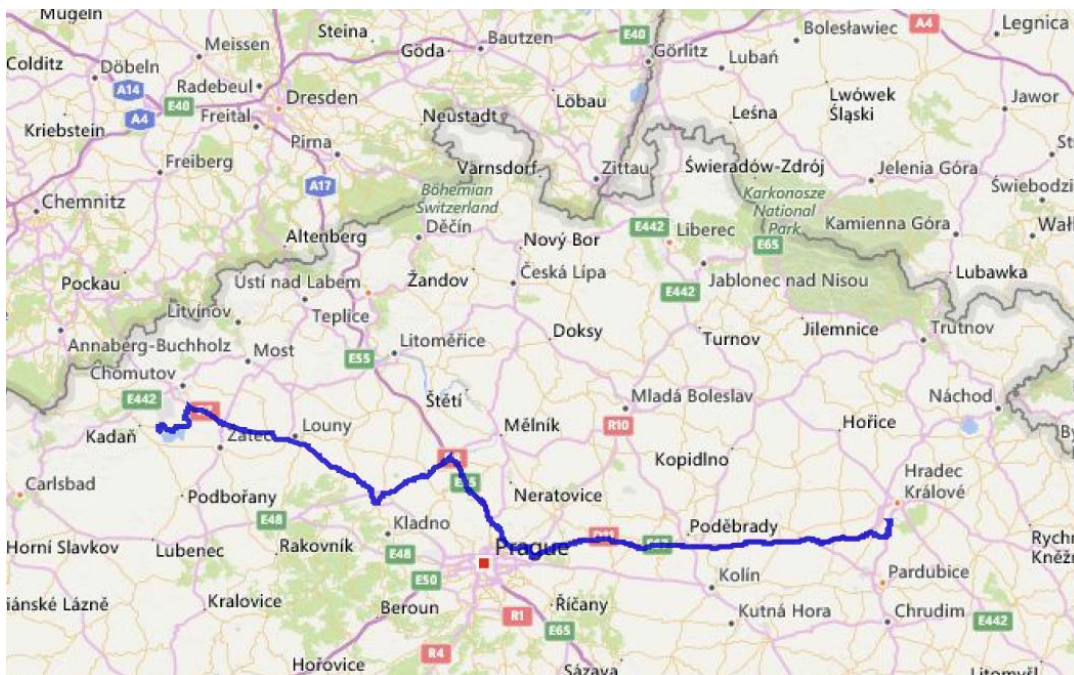 Mügeln
Steina
Bautzen
E40
Bolesławiec
A4
Legnica
Colditz
Meissen
Göda
Görlitz
Döbeln
Lubań
A14
Radebeul
Dresden
Löbau
Lwówek
Śląski
Jawor
E40
A4
Freital
Neustadt
Leśna
Kriebstein
Pirna
Freiberg
Varnsdorf
Zittau
Świeradów-Zdrój
Jelenia Góra
A17
Bohemian
Switzerland
Karkonosze
National
Park
Chemnitz
Altenberg
Děčín
E442
Liberec
E65
Kamienna Góra
Nový Bor
Pockau
Ústí nad Labem
Žandov
Česká Lípa
E442
Jablonec nad Nisou
Lubawka
Litvínov
Teplice
Doksy
Turnov
Jilemnice
Trutnov
Annaberg-Buchholz
Most
E55
Litoměřice
Chomutov
E442
Štětí
Mladá Boleslav
Náchod
Kadaň
Louny
Mělník
R10
Hořice
Kopidlno
Carlsbad
Podbořany
Neratovice
Hradec
Králové
E48
Kladno
Poděbrady
Horní Slavkov
Lubenec
Rakovník
E48
Prague
E50
Kolín
Pardubice
Kralovice
Beroun
R1
Říčany
Kutná Hora
Chrudim
E442
E65
R4
Hořovice
Sázava
Litomyšl